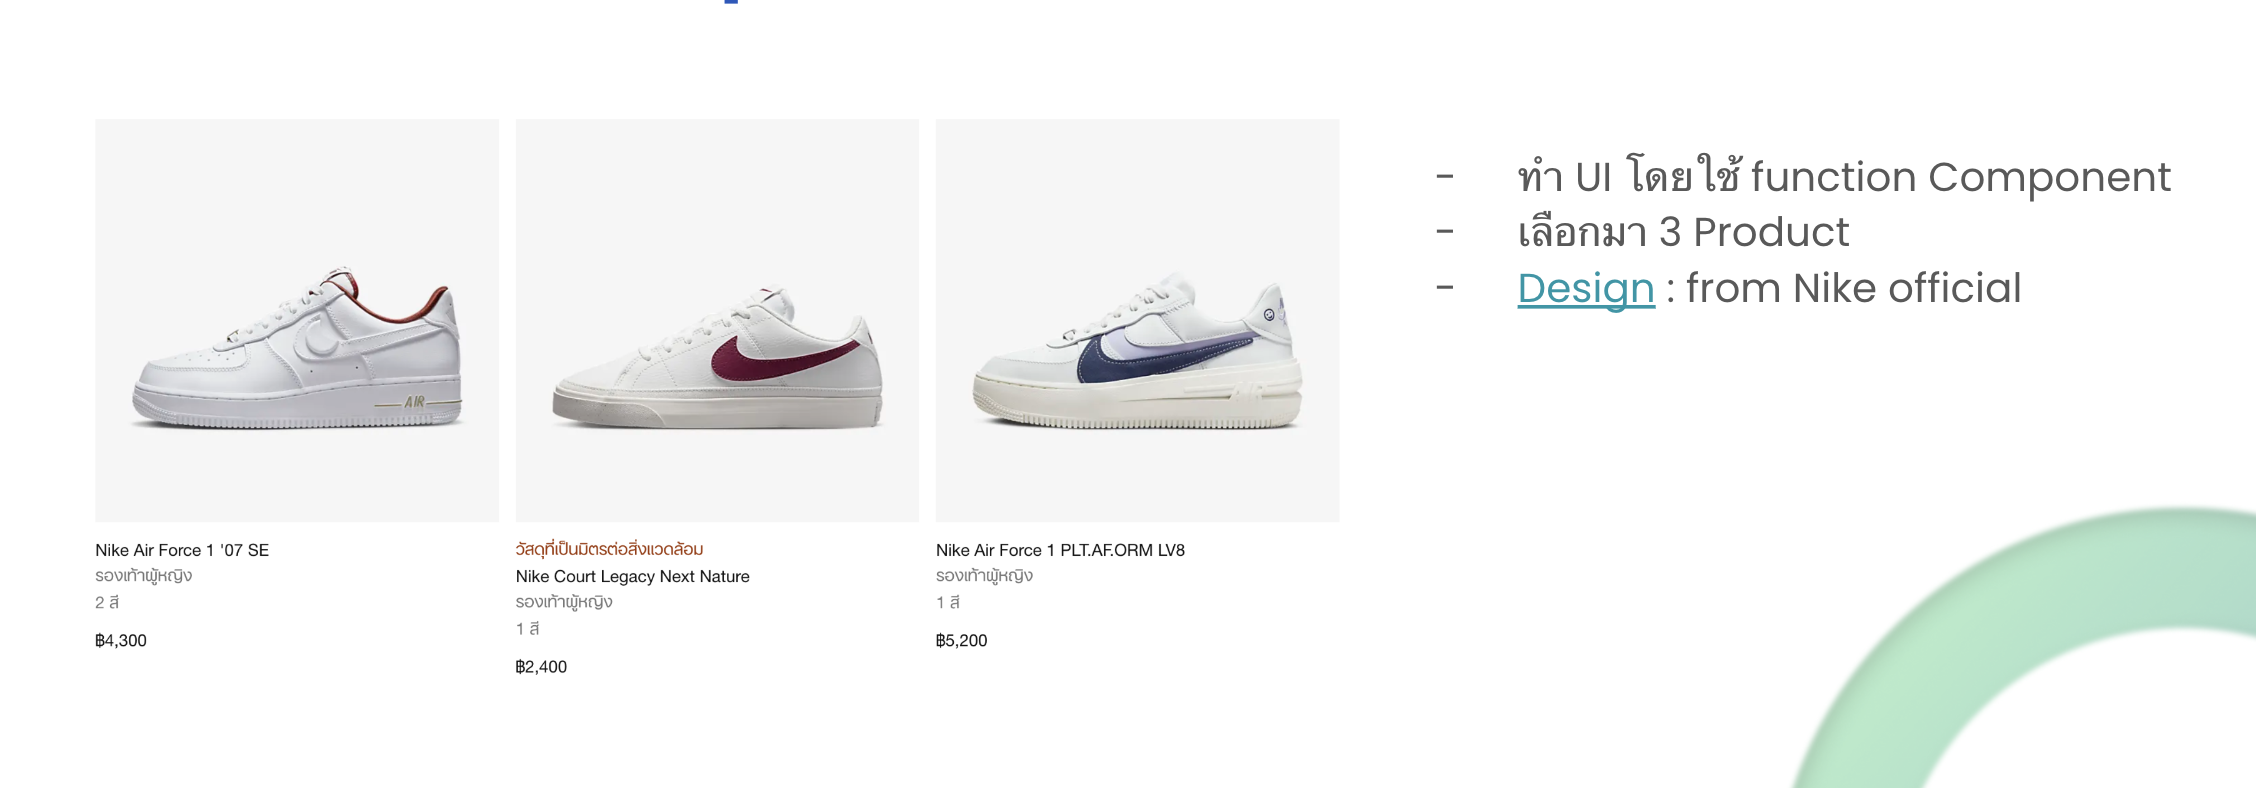 Nike Air Force 1 '07 SE
รองเท้าผู้หญิง
2 สี
฿4,300
วัสดุที่เป็นมิตรต่อสิ่งแวดล้อม
Nike Court Legacy Next Nature
รองเท้าผู้หญิง
1 สี
฿2,400
Nike Air Force 1 PLT.AF.ORM LV8
รองเท้าผู้หญิง
1 สี
฿5,200
- ทำ UI โดยใช้ function Component
- เลือกมา 3 Product
- Design : from Nike official
AIR